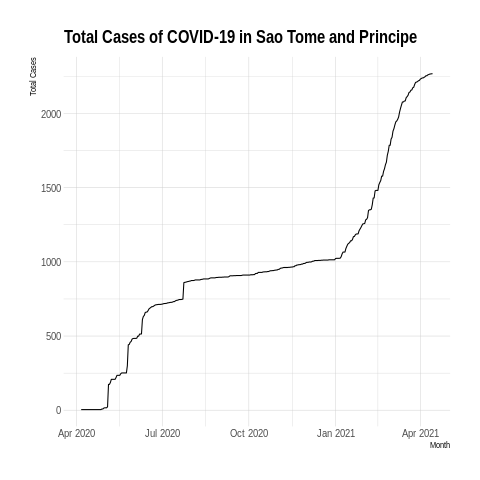 Total Cases of COVID-19 in Sao Tome and Principe
Total Cases
2000
1500
1000
500
0
Apr 2020 Jul 2020 Oct 2020 Jan 2021 Apr 2021
Month